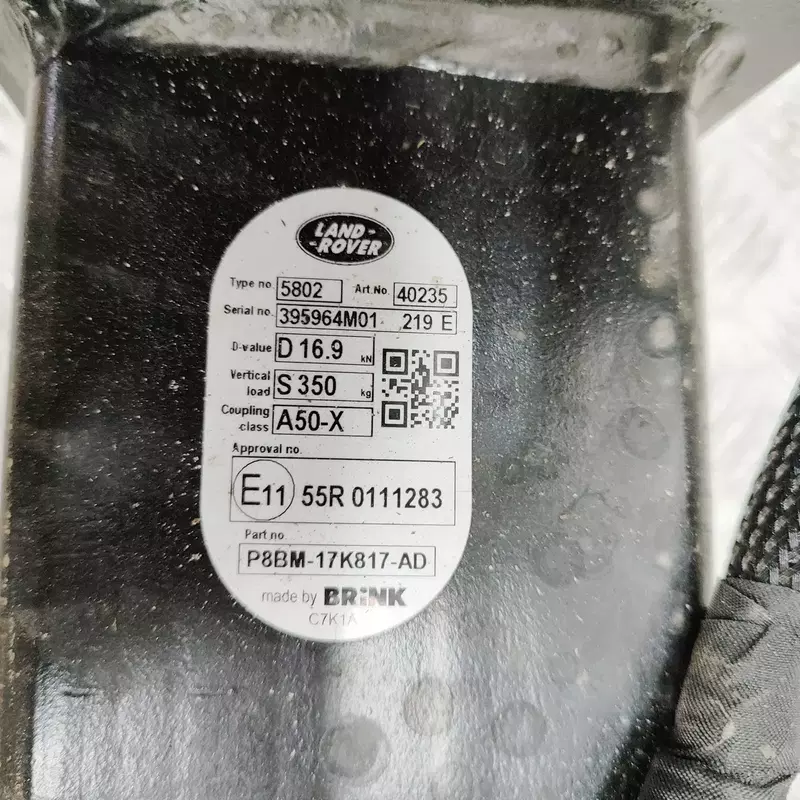 LAND-
-ROVER
Type no. 5802 Art.No. 40235
Serial no. 395964M01 219 E
D-value D 16.9 kN
Vertical load S 350 kg
Coupling class A50-X
Approval no.
E11 55R 0111283
Part no.
P8BM-17K817-AD
made by BRiNK
C7K1A